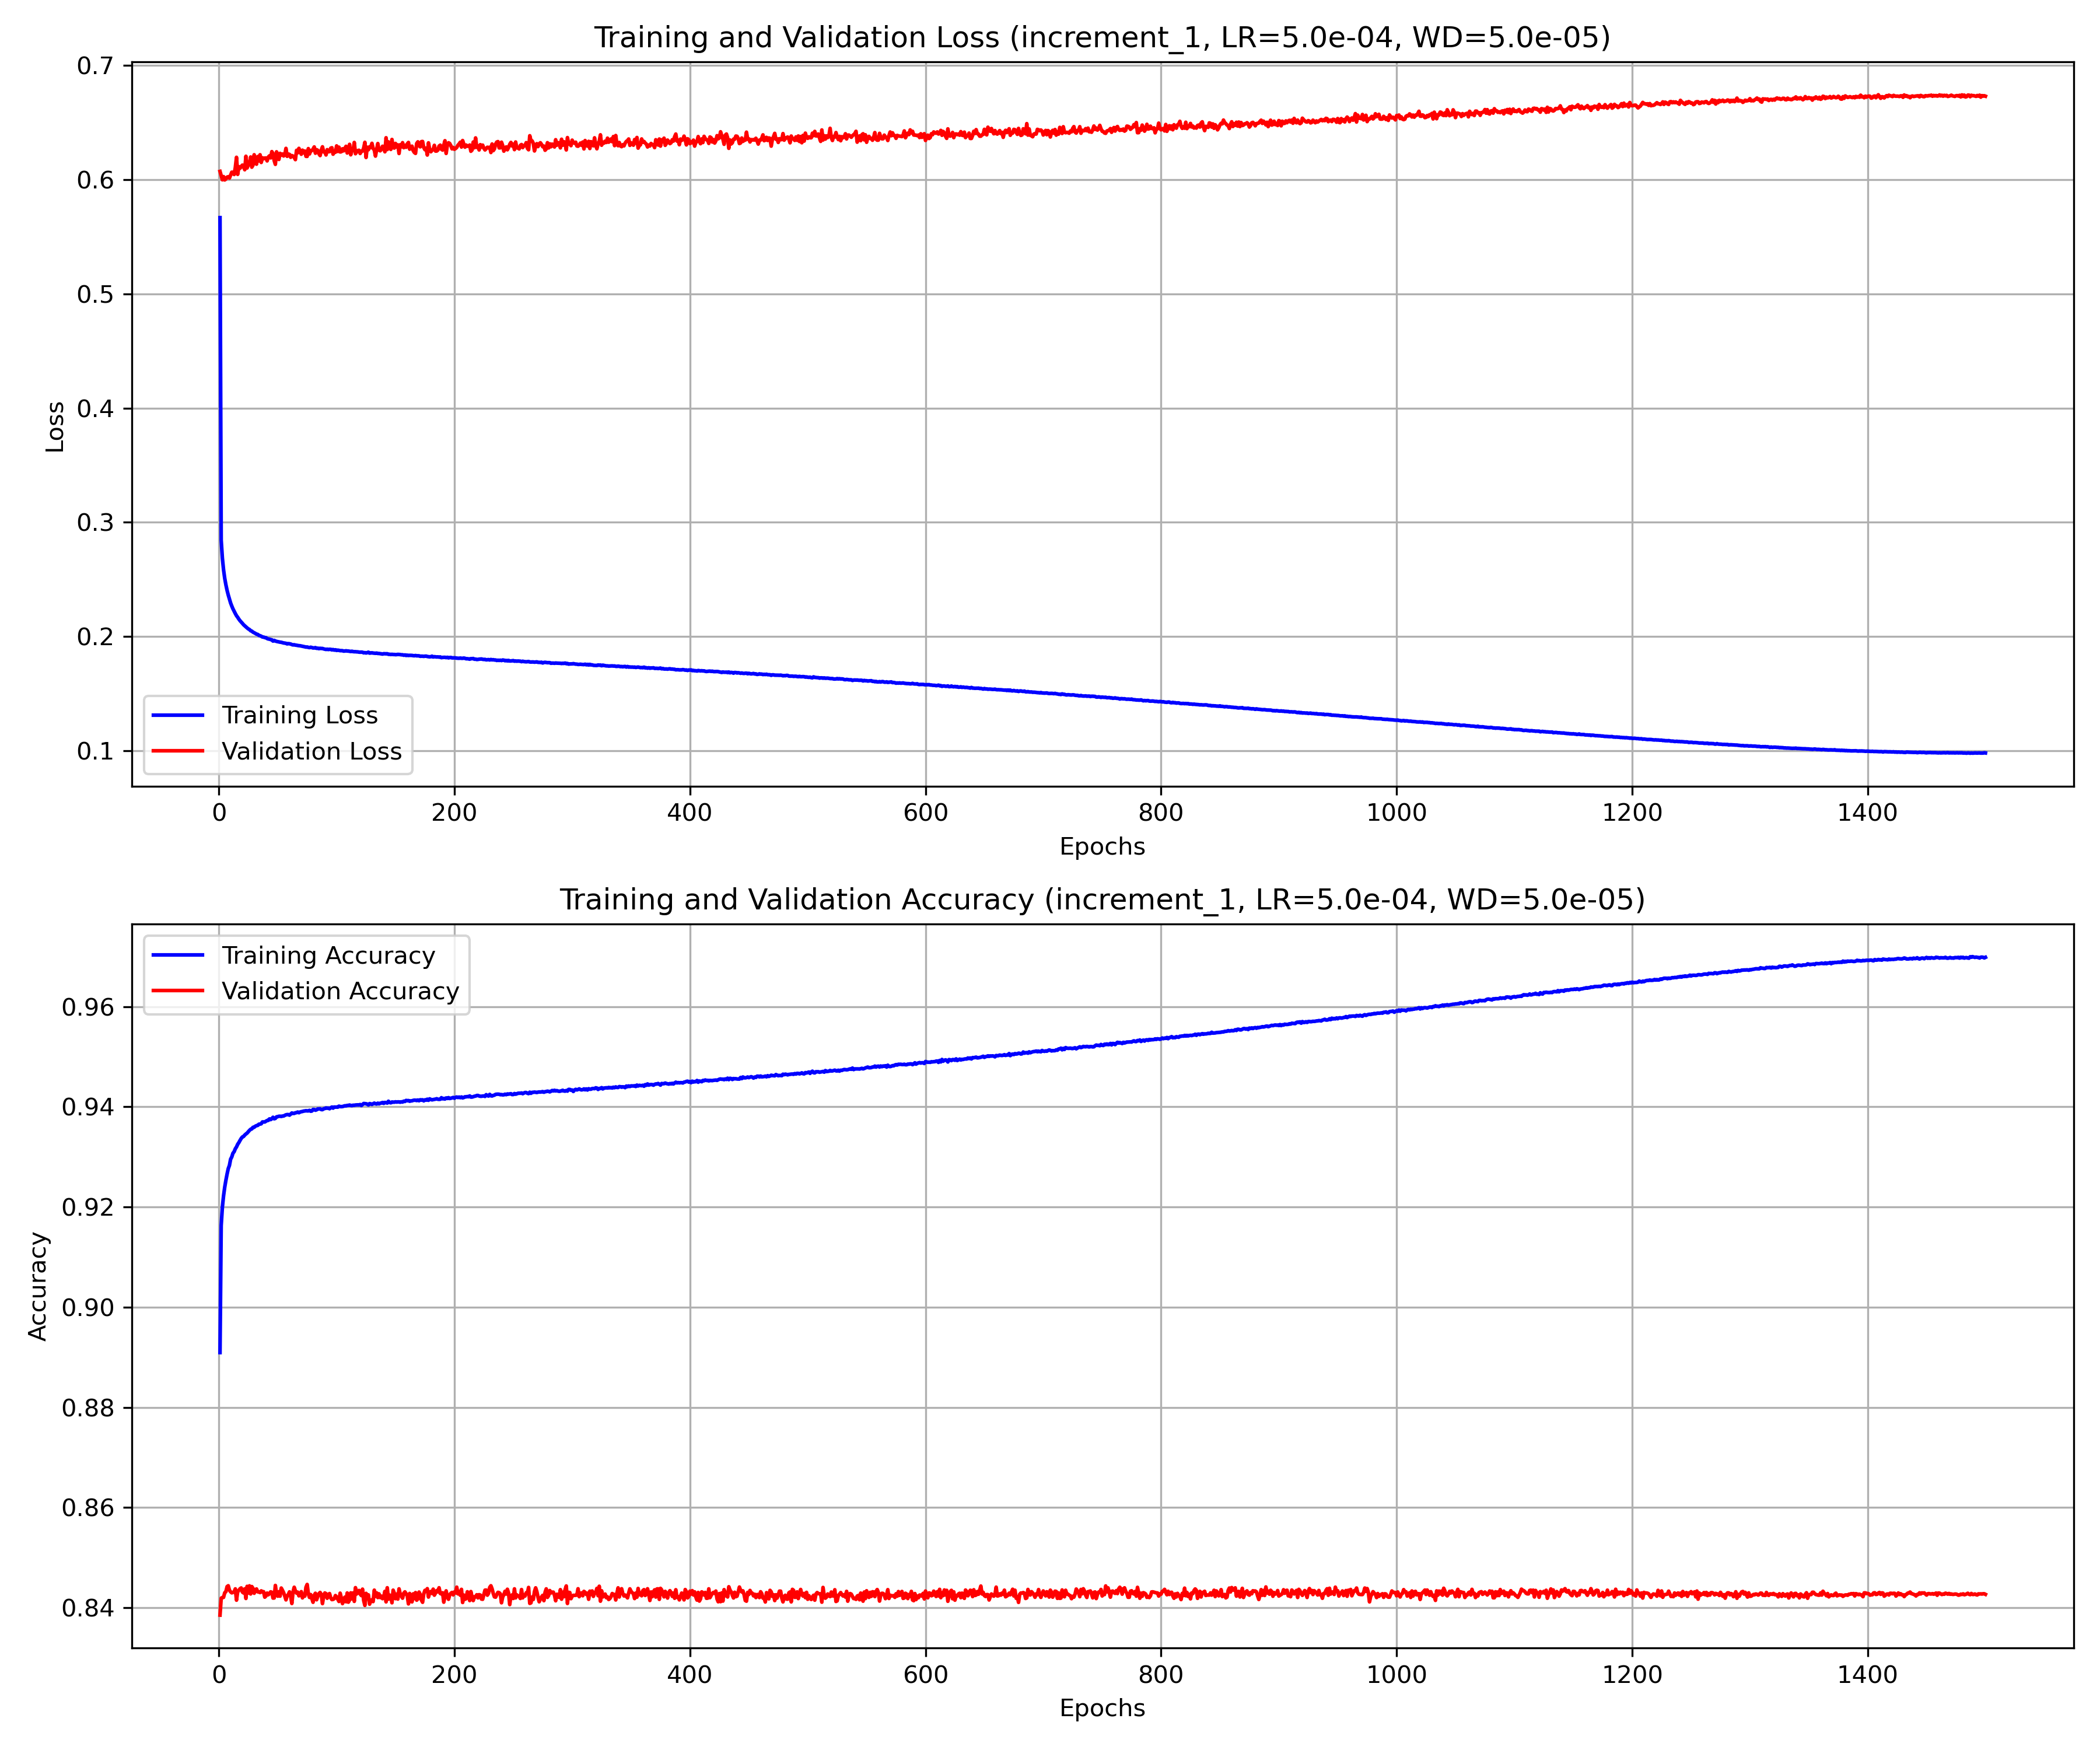 Training and Validation Loss (increment_1, LR=5.0e-04, WD=5.0e-05)
0.7
0.6
0.5
0.4
0.3
0.2
0.1
Loss
Training Loss
Validation Loss
0 200 400 600 800 1000 1200 1400
Epochs
Training and Validation Accuracy (increment_1, LR=5.0e-04, WD=5.0e-05)
Training Accuracy
Validation Accuracy
0.96
0.94
0.92
0.90
0.88
0.86
0.84
Accuracy
0 200 400 600 800 1000 1200 1400
Epochs